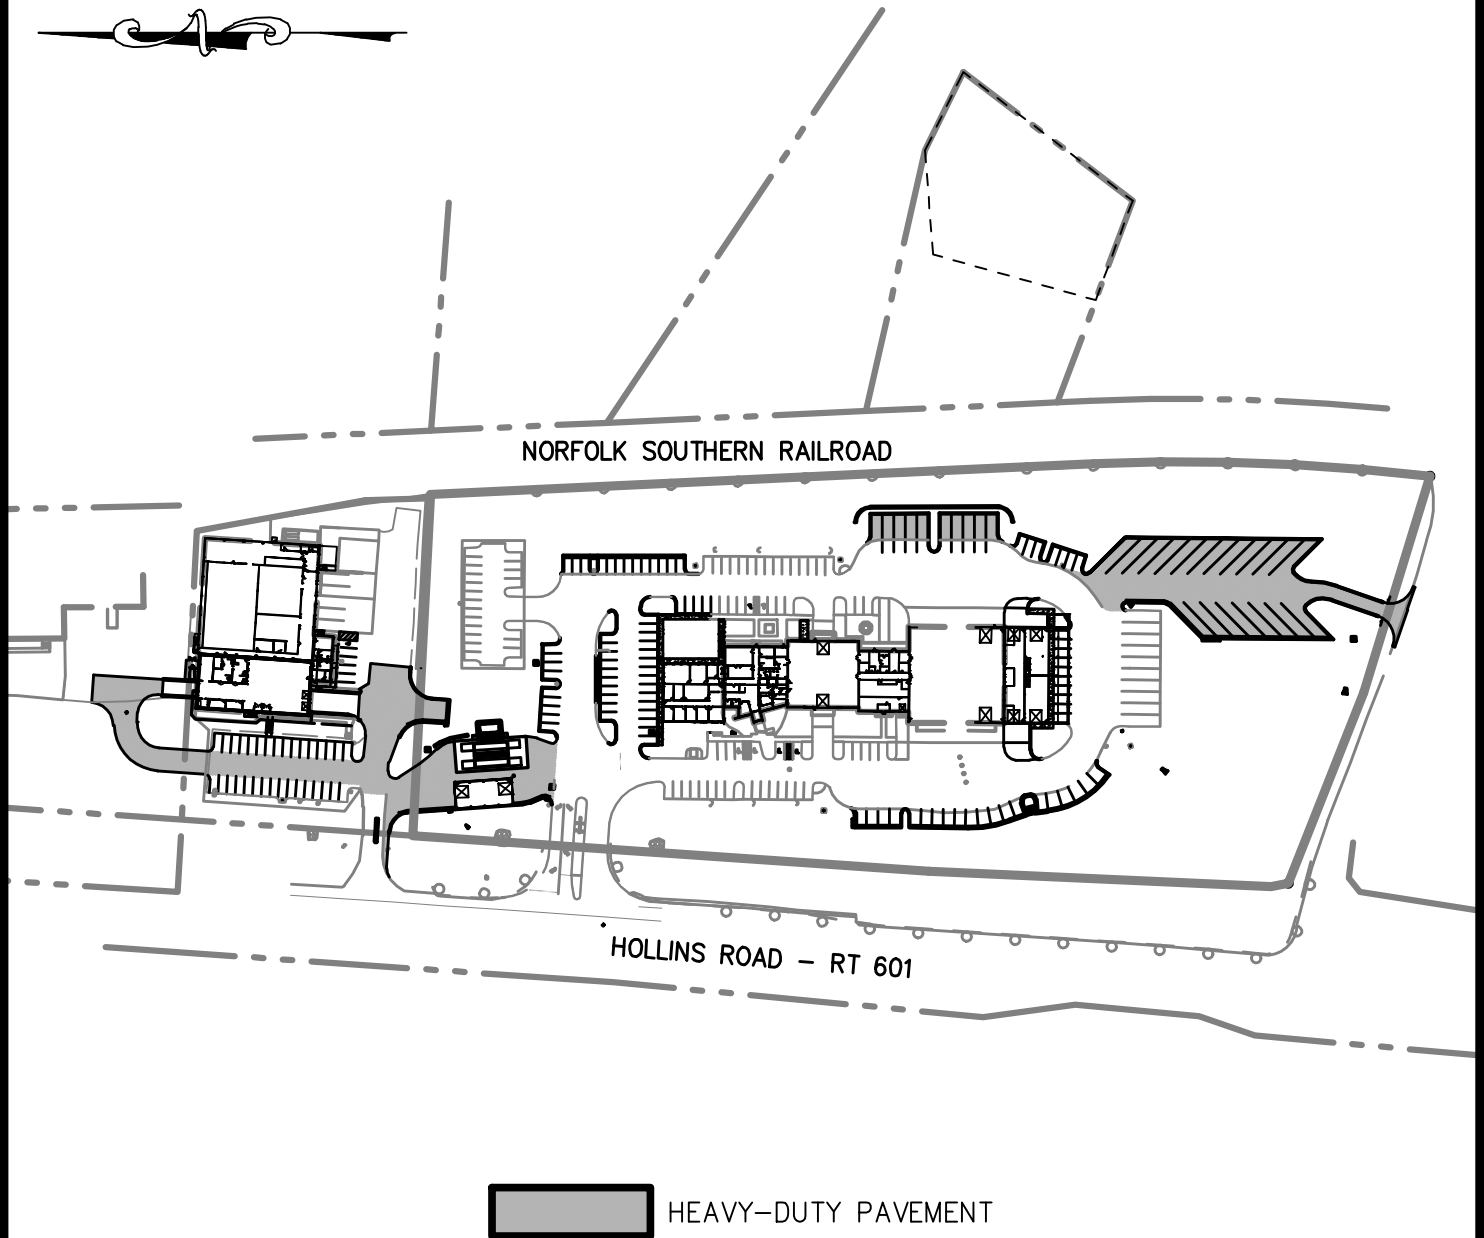 N
NORFOLK SOUTHERN RAILROAD
HOLLINS ROAD – RT 601
HEAVY–DUTY PAVEMENT